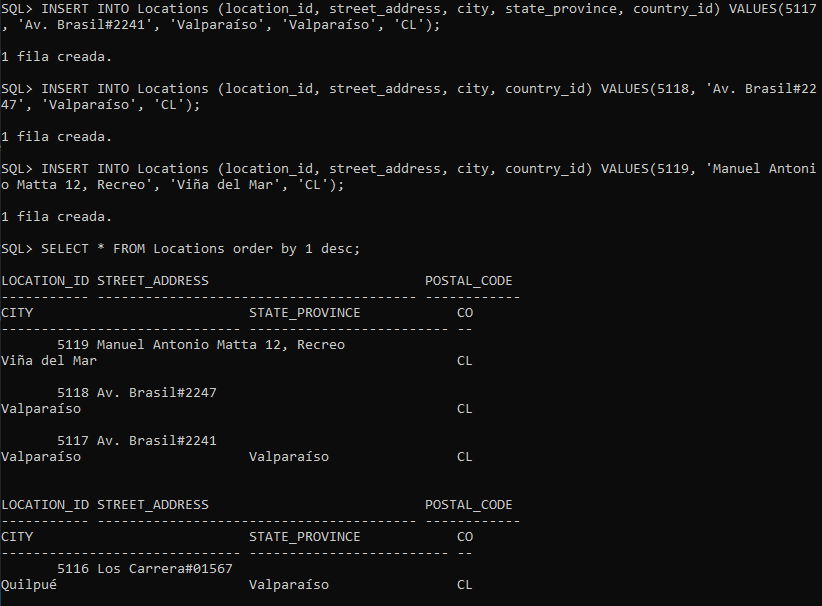 SQL> INSERT INTO Locations (location_id, street_address, city, state_province, country_id) VALUES(5117
, 'Av. Brasil#2241', 'Valparaíso', 'Valparaíso', 'CL');
1 fila creada.
SQL> INSERT INTO Locations (location_id, street_address, city, country_id) VALUES(5118, 'Av. Brasil#22
47', 'Valparaíso', 'CL');
1 fila creada.
SQL> INSERT INTO Locations (location_id, street_address, city, country_id) VALUES(5119, 'Manuel Antoni
o Matta 12, Recreo', 'Viña del Mar', 'CL');
1 fila creada.
SQL> SELECT * FROM Locations order by 1 desc;
LOCATION_ID STREET_ADDRESS                           POSTAL_CODE
----------- ---------------------------------------- ------------
CITY                           STATE_PROVINCE            CO
------------------------------ ------------------------- --
       5119 Manuel Antonio Matta 12, Recreo
Viña del Mar                                             CL
       5118 Av. Brasil#2247
Valparaíso                                               CL
       5117 Av. Brasil#2241
Valparaíso                     Valparaíso                CL
LOCATION_ID STREET_ADDRESS                           POSTAL_CODE
----------- ---------------------------------------- ------------
CITY                           STATE_PROVINCE            CO
------------------------------ ------------------------- --
       5116 Los Carrera#01567
Quilpué                        Valparaíso                CL